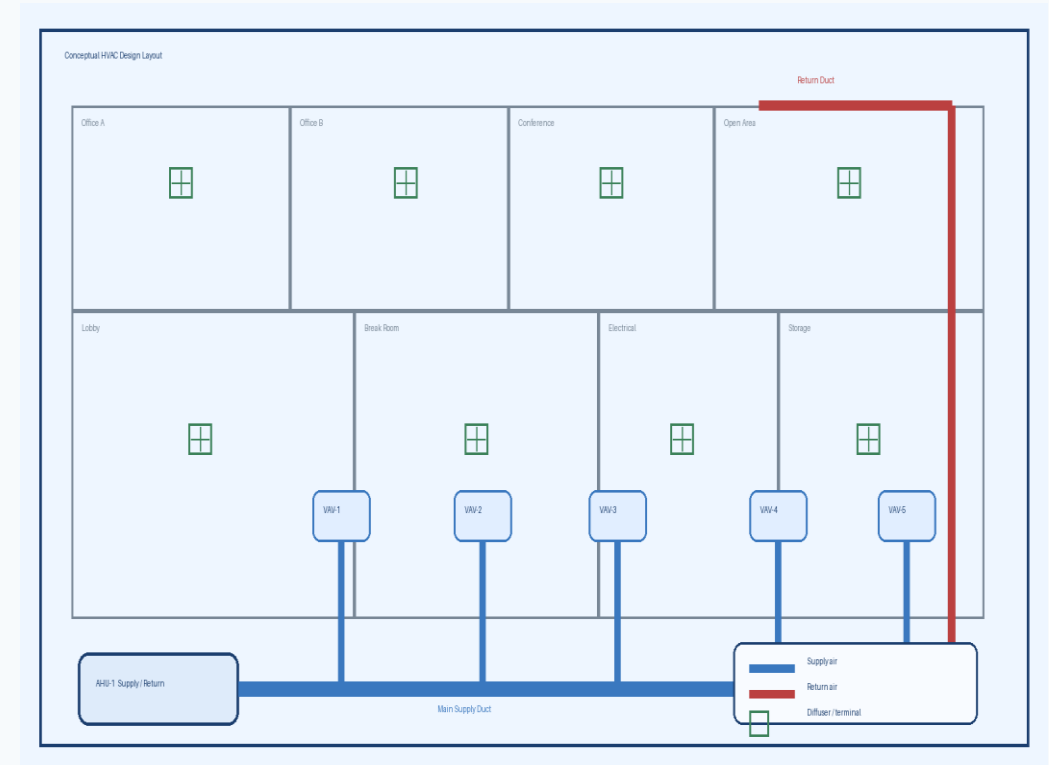 Conceptual HVAC Design Layout
Return Duct
Office A
Office B
Conference
Open Area
Lobby
Break Room
Electrical
Storage
VAV-1
VAV-2
VAV-3
VAV-4
VAV-5
AHU-1 Supply / Return
Main Supply Duct
Supply air
Return air
Diffuser / terminal